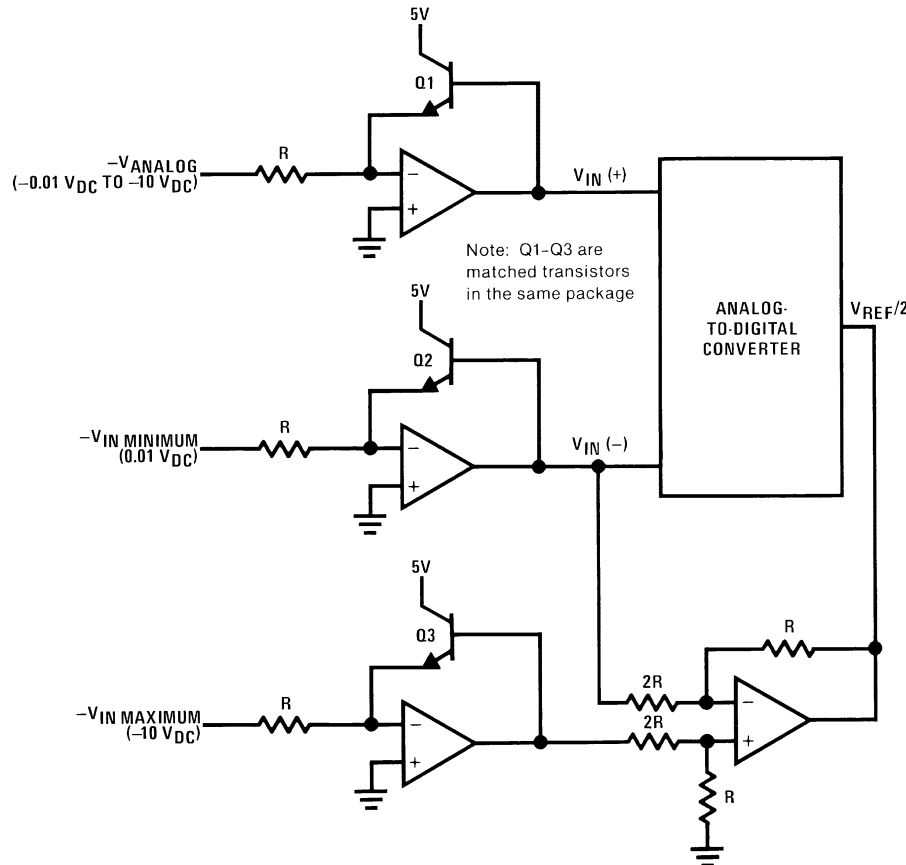 5V
Q1
−VANALOG
(−0.01 VDC TO −10 VDC)
R
−
+
VIN (+)
Note: Q1–Q3 are
matched transistors
in the same package
ANALOG-
TO-DIGITAL
CONVERTER
VREF/2
5V
Q2
−VIN MINIMUM
(0.01 VDC)
R
−
+
VIN (−)
5V
Q3
−VIN MAXIMUM
(−10 VDC)
R
−
+
R
2R
2R
−
+
R